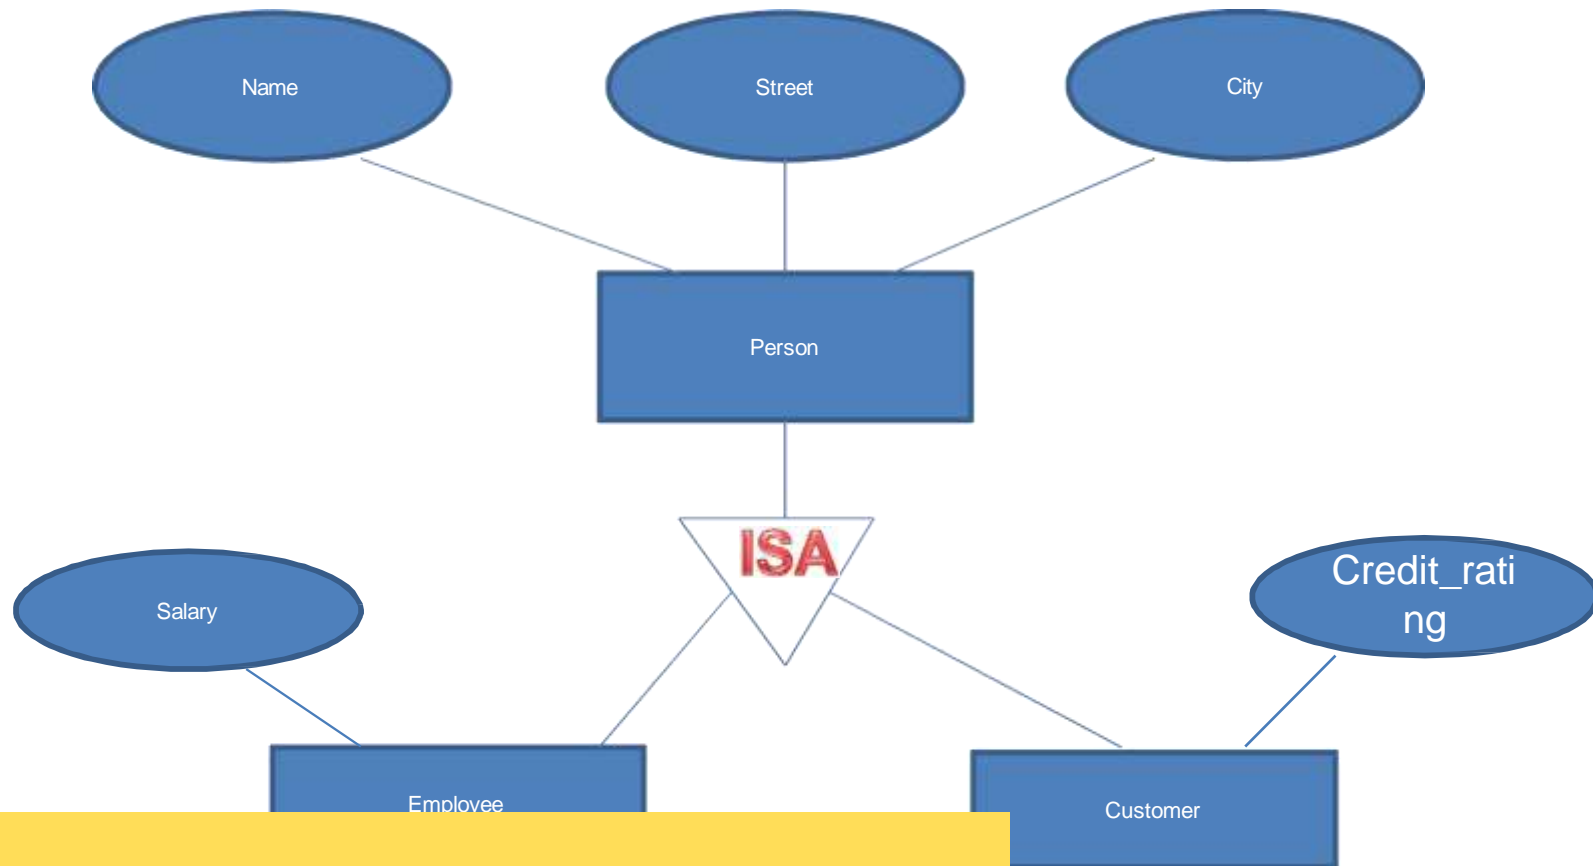 Name
Street
City
Person
ISA
Salary
Credit_rati
ng
Employee
Customer